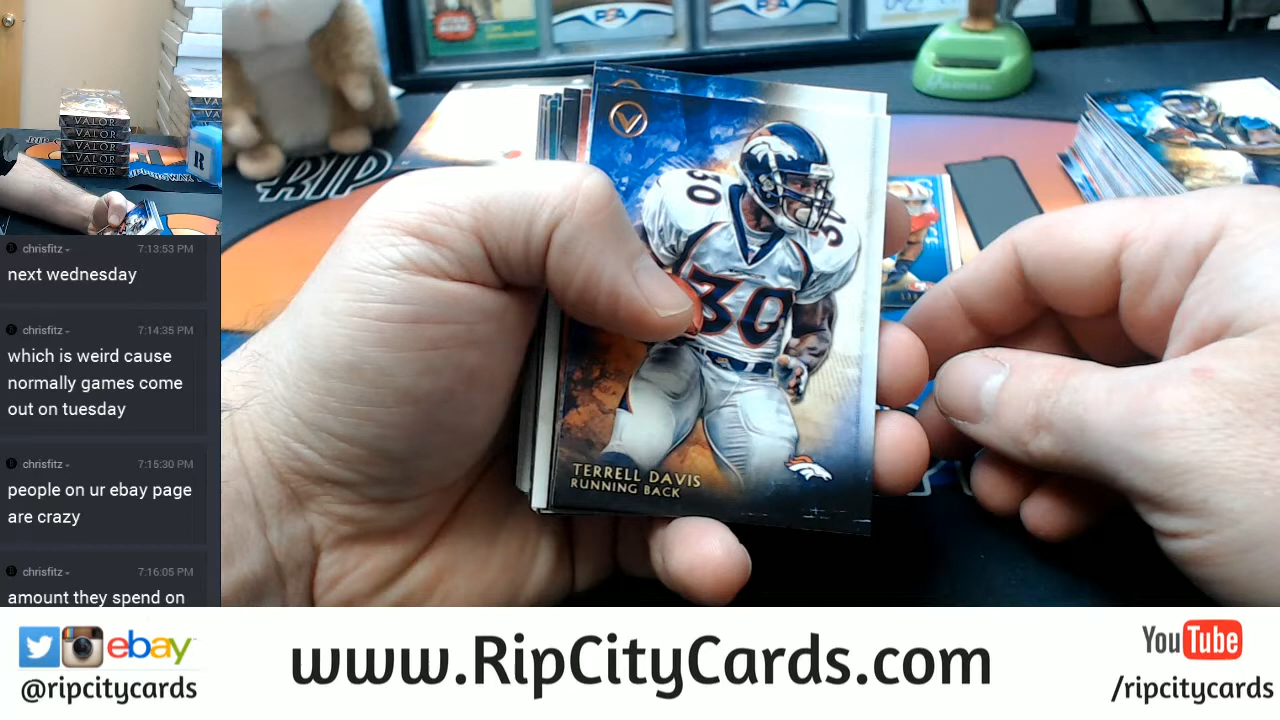 VALOR
VALOR
VALOR
VALOR
R
RIP
PSA
PSA
V
30
30
TERRELL DAVIS
RUNNING BACK
chrisfitz 7:13:53 PM
next wednesday
chrisfitz 7:14:35 PM
which is weird cause
normally games come
out on tuesday
chrisfitz 7:15:30 PM
people on ur ebay page
are crazy
chrisfitz 7:16:05 PM
amount they spend on
ebay
@ripcitycards
www.RipCityCards.com
YouTube
/ripcitycards